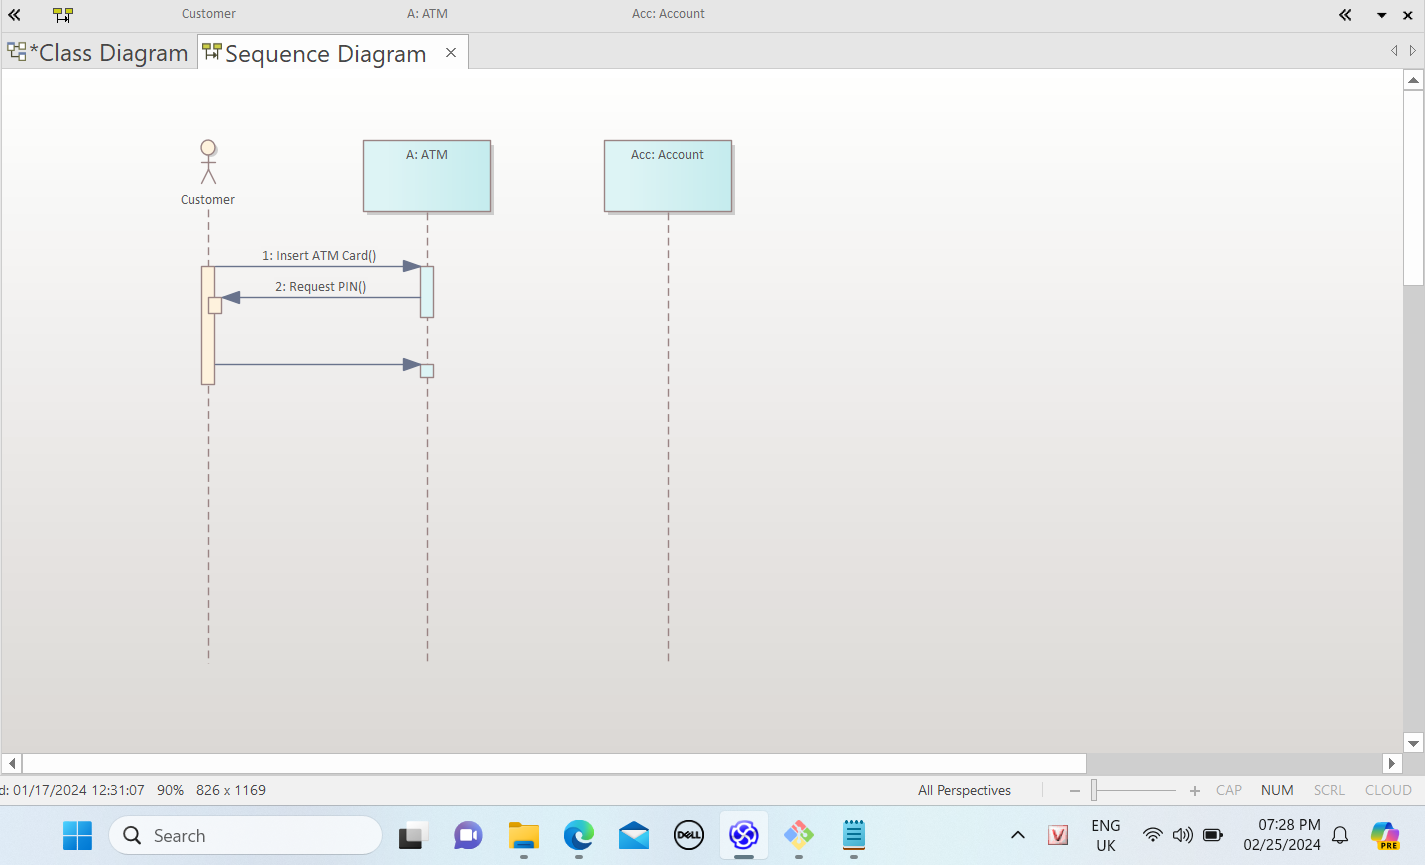 Customer A: ATM Acc: Account
*Class Diagram Sequence Diagram
A: ATM Acc: Account
Customer
1: Insert ATM Card()
2: Request PIN()
d: 01/17/2024 12:31:07 90% 826 x 1169 All Perspectives CAP NUM SCRL CLOUD
Search
DELL
V
ENG
UK
07:28 PM
02/25/2024
PRE